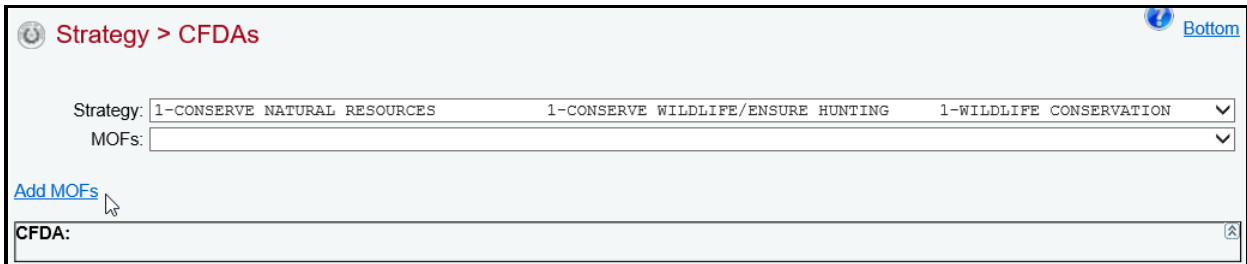 Strategy > CFDAs
Bottom
Strategy: 1-CONSERVE NATURAL RESOURCES 1-CONSERVE WILDLIFE/ENSURE HUNTING 1-WILDLIFE CONSERVATION
MOFs:
Add MOFs
CFDA: